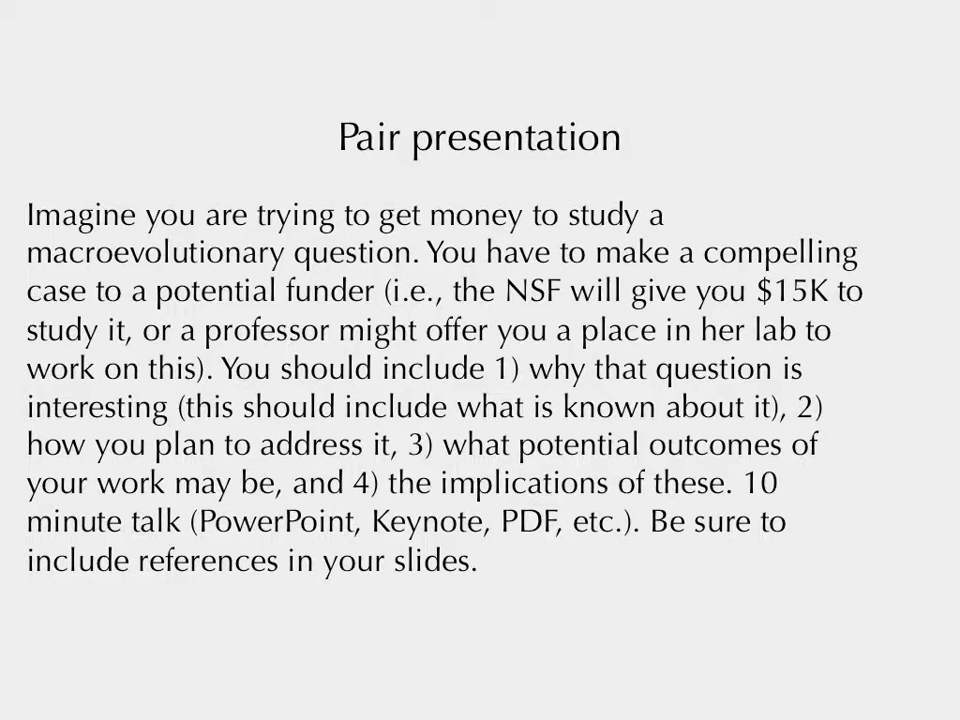 Pair presentation
Imagine you are trying to get money to study a
macroevolutionary question. You have to make a compelling
case to a potential funder (i.e., the NSF will give you $15K to
study it, or a professor might offer you a place in her lab to
work on this). You should include 1) why that question is
interesting (this should include what is known about it), 2)
how you plan to address it, 3) what potential outcomes of
your work may be, and 4) the implications of these. 10
minute talk (PowerPoint, Keynote, PDF, etc.). Be sure to
include references in your slides.